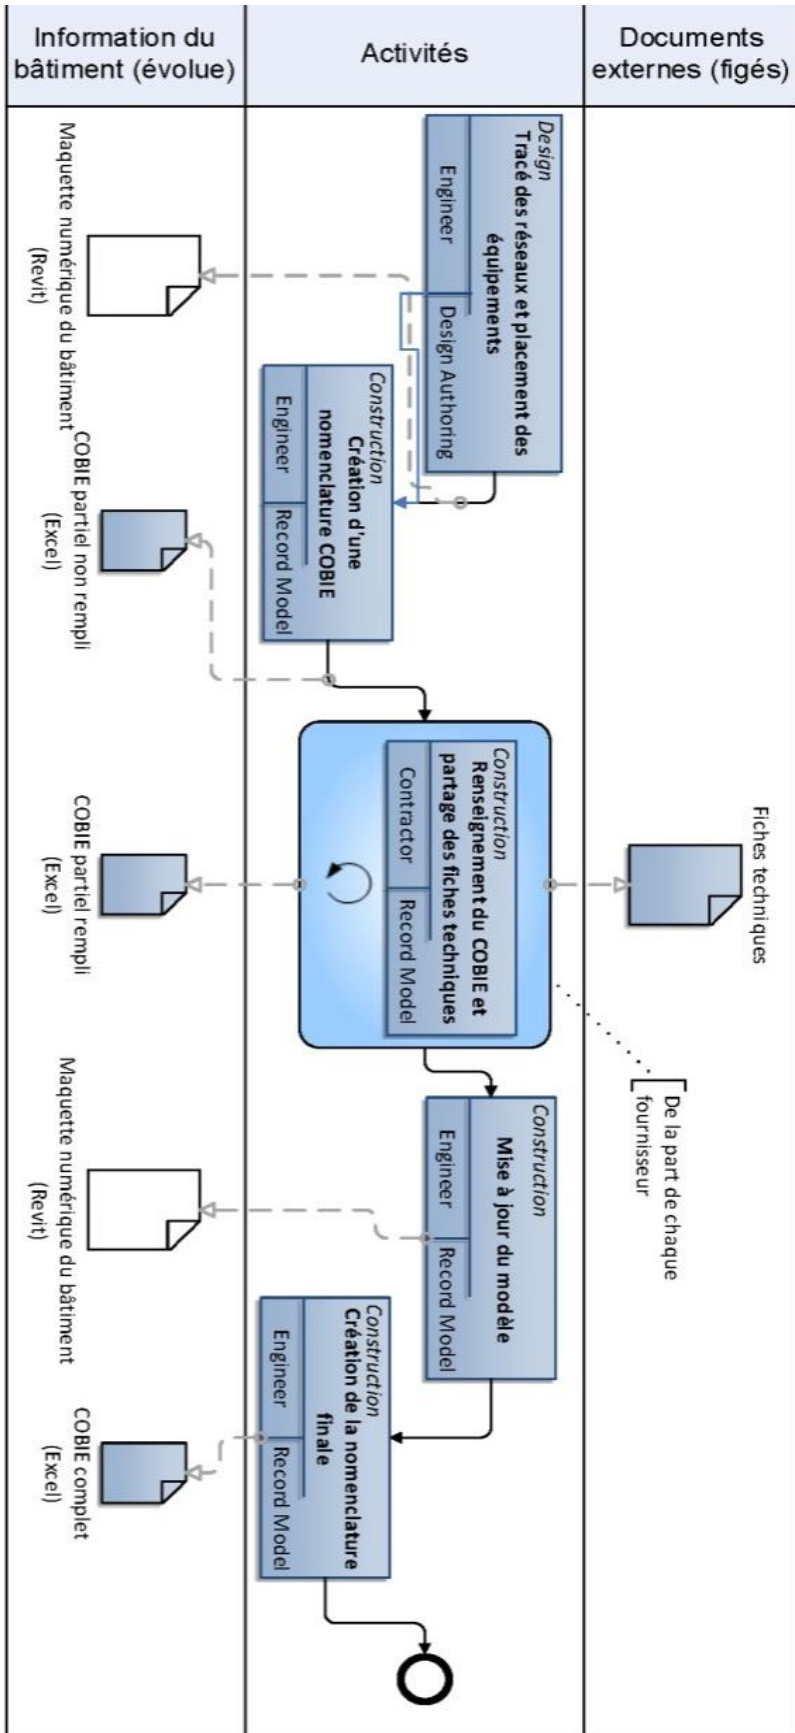 Information du
bâtiment (évolue)
Activités
Documents
externes (figés)
Design
Tracé des réseaux et placement des
équipements
Engineer
Design Authoring
Maquette numérique du bâtiment
(Revit)
Construction
Création d'une
nomenclature COBIE
Engineer
Record Model
COBIE partiel non rempli
(Excel)
Construction
Renseignement du COBIE et
partage des fiches techniques
Contractor
Record Model
Fiches techniques
COBIE partiel rempli
(Excel)
De la part de chaque
fournisseur
Construction
Mise à jour du modèle
Engineer
Record Model
Maquette numérique du bâtiment
(Revit)
Construction
Création de la nomenclature
finale
Engineer
Record Model
COBIE complet
(Excel)